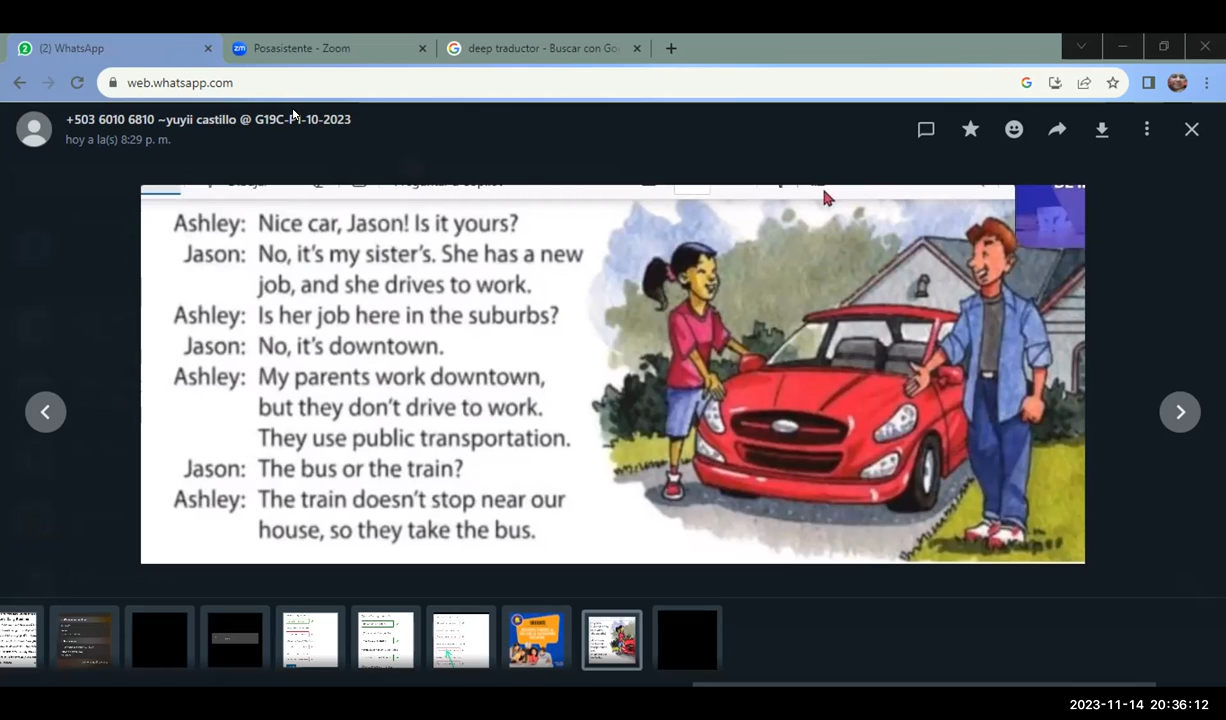 (2) WhatsApp
Posasistente - Zoom
deep traductor - Buscar con Go
web.whatsapp.com
+503 6010 6810 ~yuyii castillo @ G19C-P1-10-2023
hoy a la(s) 8:29 p. m.
Ashley: Nice car, Jason! Is it yours?
Jason: No, it's my sister's. She has a new
job, and she drives to work.
Ashley: Is her job here in the suburbs?
Jason: No, it's downtown.
Ashley: My parents work downtown,
but they don't drive to work.
They use public transportation.
Jason: The bus or the train?
Ashley: The train doesn't stop near our
house, so they take the bus.
2023-11-14 20:36:12